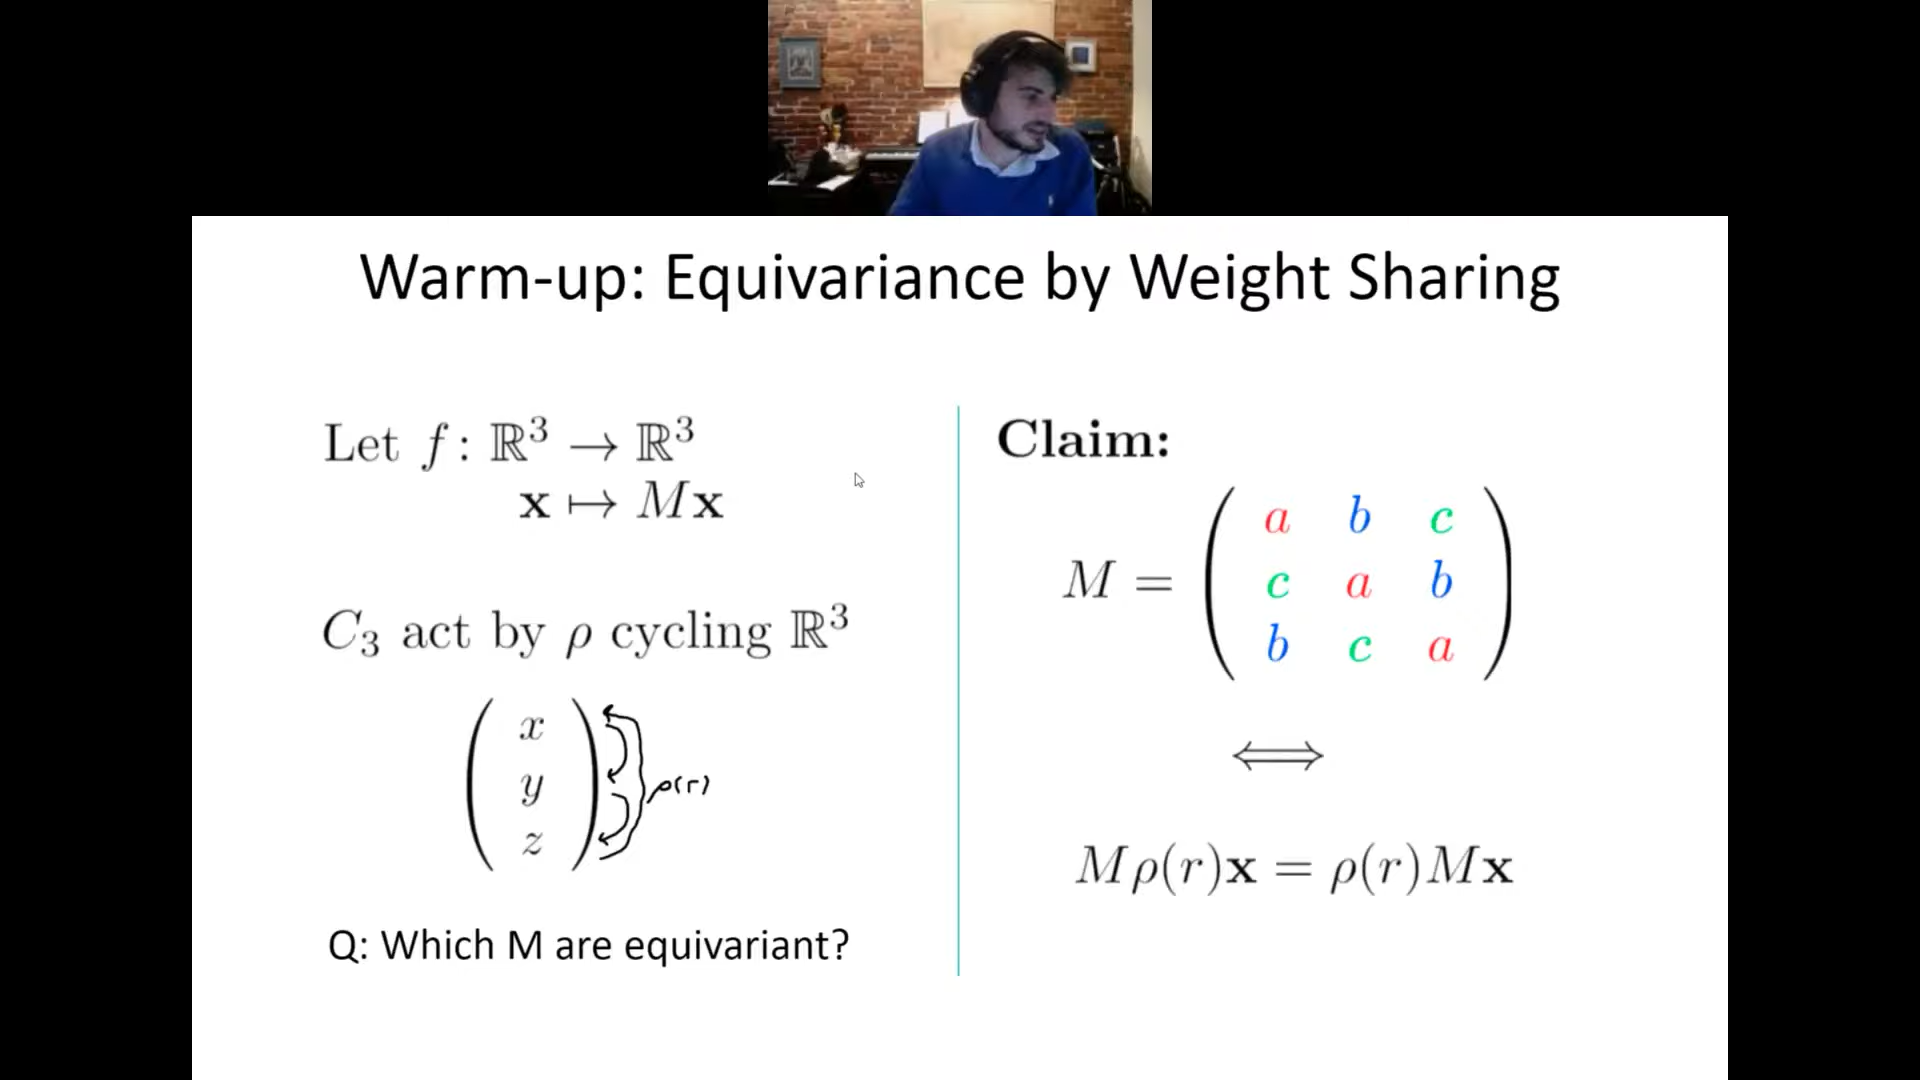 Warm-up: Equivariance by Weight Sharing
Let f: ℝ³ → ℝ³
x ↦ Mx
C₃ act by ρ cycling ℝ³
x
y
z
ρ(r)
Q: Which M are equivariant?
Claim:
M = ( a b c
c a b
b c a )
⟺
Mρ(r)x = ρ(r)Mx